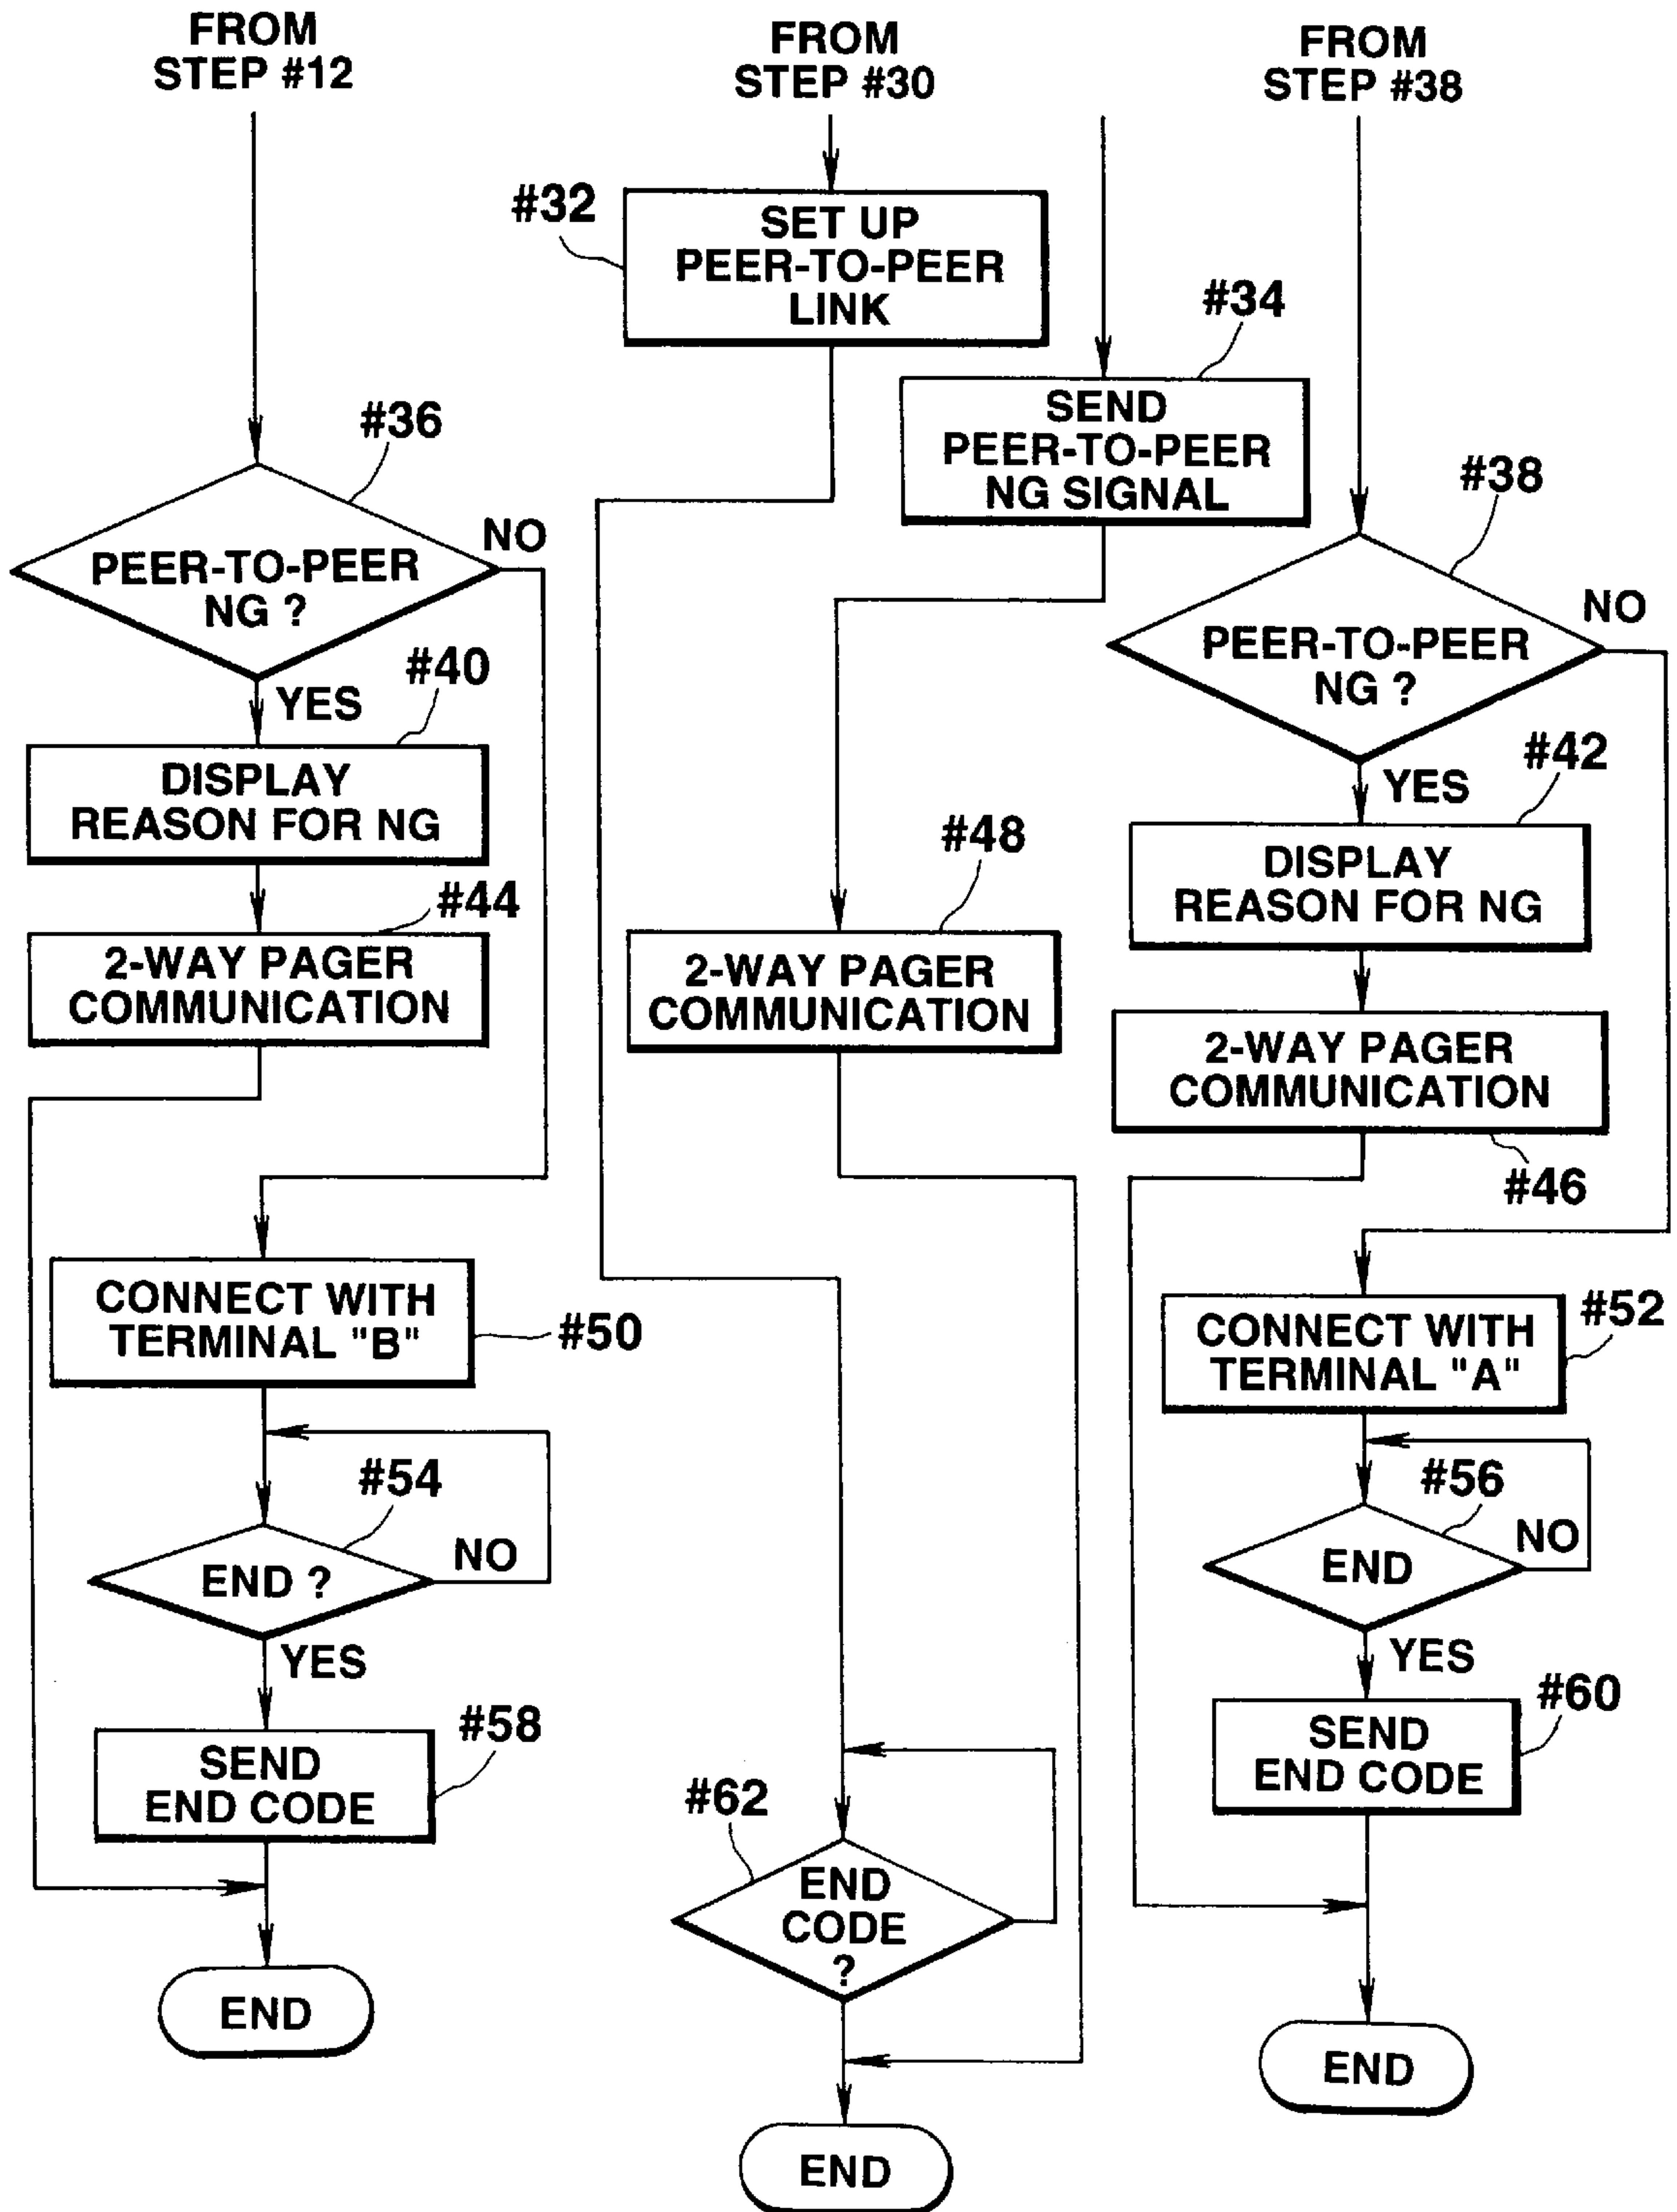 FROM
STEP #12
FROM
STEP #30
FROM
STEP #38
#32
SET UP
PEER-TO-PEER
LINK
#34
SEND
PEER-TO-PEER
NG SIGNAL
#36
PEER-TO-PEER
NG ?
NO
YES
#38
PEER-TO-PEER
NG ?
NO
YES
#40
DISPLAY
REASON FOR NG
#42
DISPLAY
REASON FOR NG
#44
2-WAY PAGER
COMMUNICATION
#48
2-WAY PAGER
COMMUNICATION
2-WAY PAGER
COMMUNICATION
#46
CONNECT WITH
TERMINAL "B"
#50
CONNECT WITH
TERMINAL "A"
#52
#54
END ?
NO
YES
#56
END
NO
YES
#58
SEND
END CODE
#60
SEND
END CODE
#62
END
CODE
?
END
END
END